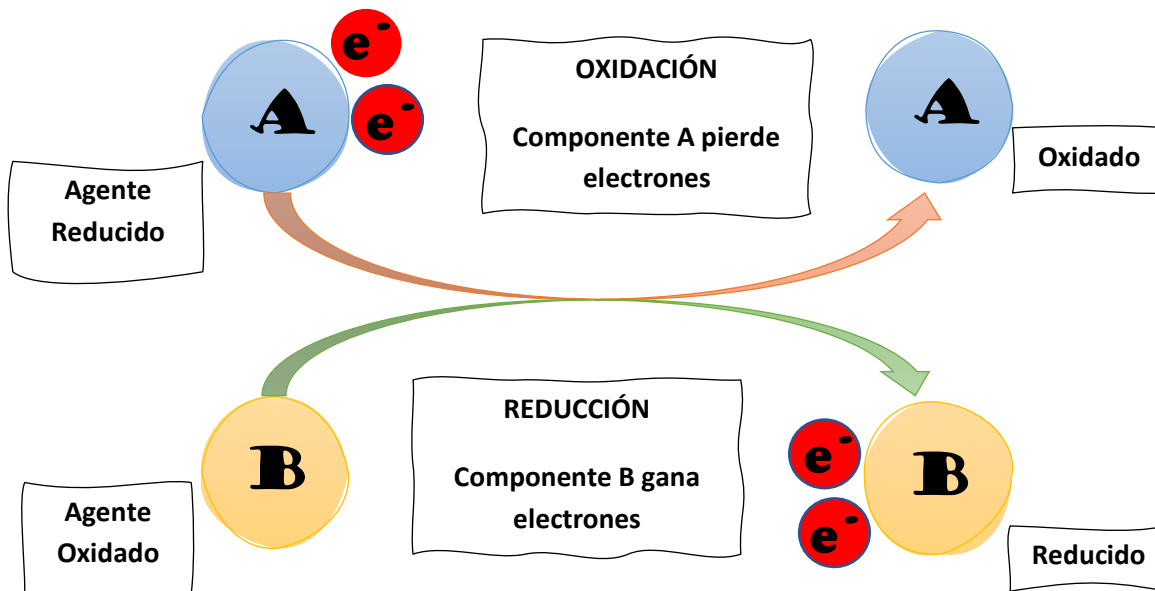 A
e-
e-
OXIDACIÓN
Componente A pierde
electrones
A
Oxidado
Agente
Reducido
B
REDUCCIÓN
Componente B gana
electrones
e-
e-
B
Agente
Oxidado
Reducido